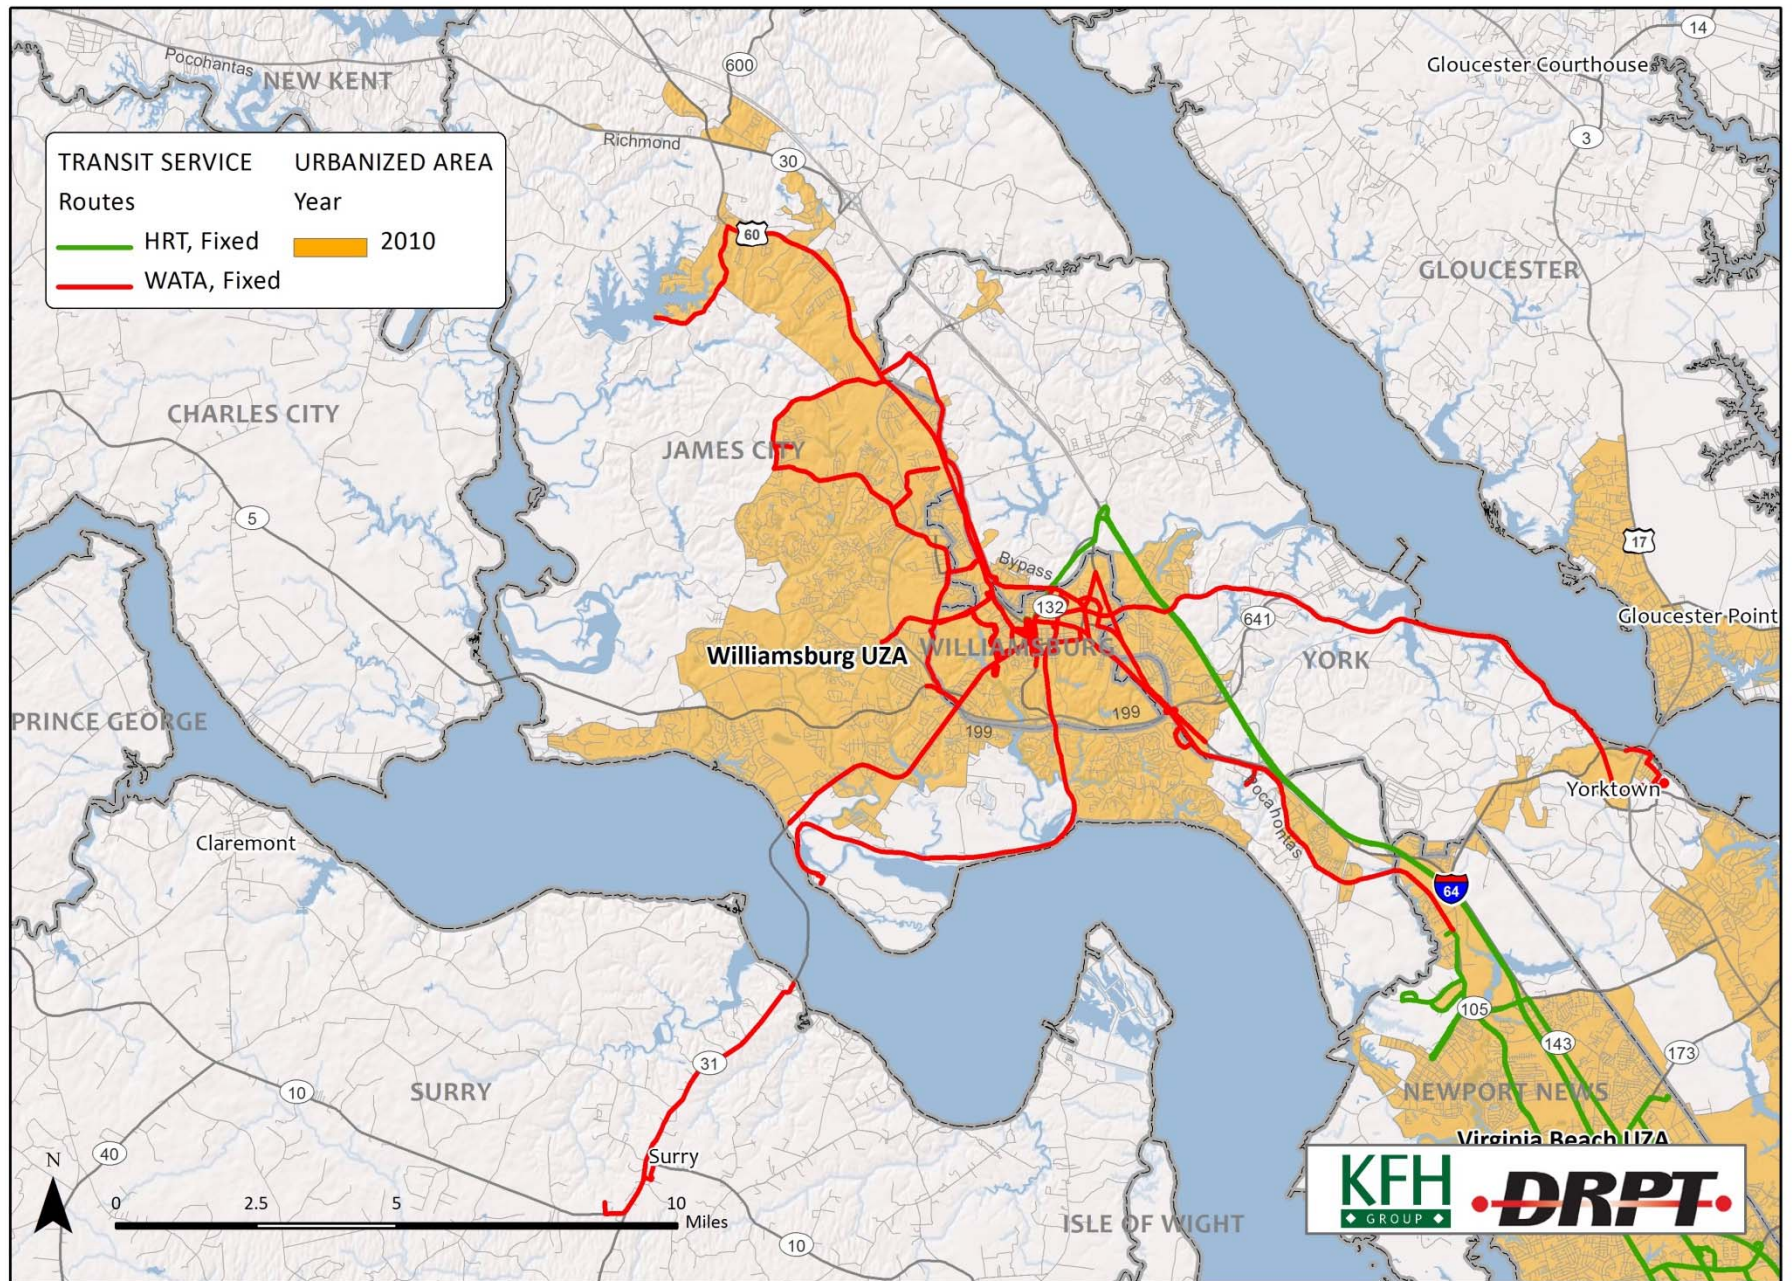 14
Pocohantas
600
Gloucester Courthouse
NEW KENT
3
Richmond
30
TRANSIT SERVICE
URBANIZED AREA
Routes
Year
HRT, Fixed
2010
WATA, Fixed
60
GLOUCESTER
CHARLES CITY
JAMES CITY
5
17
Bypass
132
641
Gloucester Point
WILLIAMSBURG
Williamsburg UZA
YORK
PRINCE GEORGE
199
199
Pocahontas
Yorktown
Claremont
64
105
143
173
31
SURRY
10
NEWPORT NEWS
Virginia Beach UZA
40
N
Surry
0
2.5
5
10
Miles
ISLE OF WIGHT
10
KFH
GROUP
DRPT